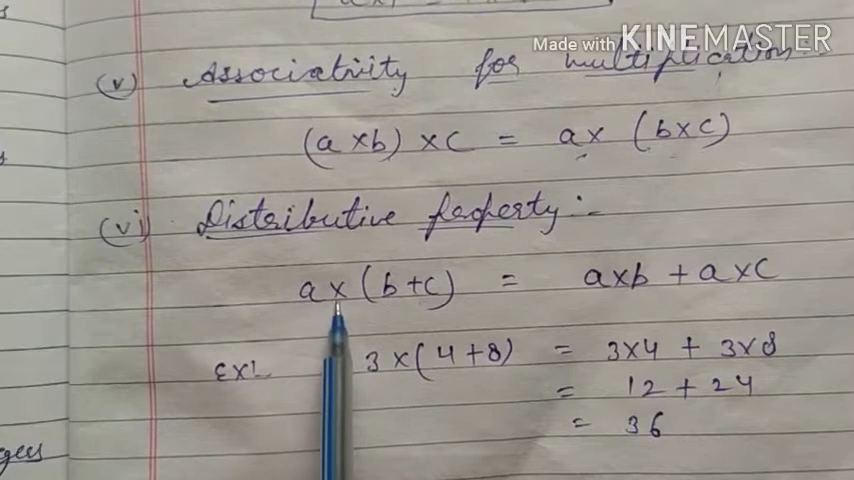 Made with KINEMASTER
(v) Associativity for multiplication
(a×b)×c = a× (b×c)
(vi) Distributive property:-
a×(b+c) = a×b + a×c
Ex:- 3×(4+8) = 3×4 + 3×8
= 12 + 24
= 36